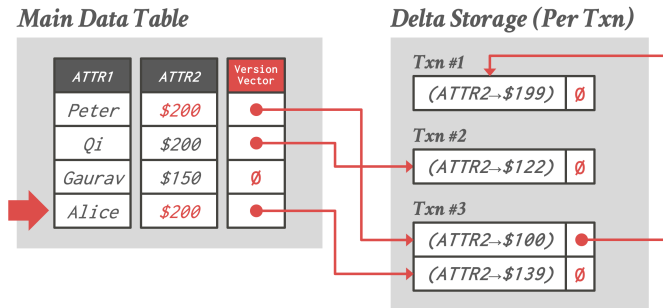 Main Data Table
ATTR1 ATTR2 Version Vector
Peter $200
Qi $200
Gaurav $150 Ø
Alice $200
Delta Storage (Per Txn)
Txn #1
(ATTR2→$199) Ø
Txn #2
(ATTR2→$122) Ø
Txn #3
(ATTR2→$100)
(ATTR2→$139) Ø